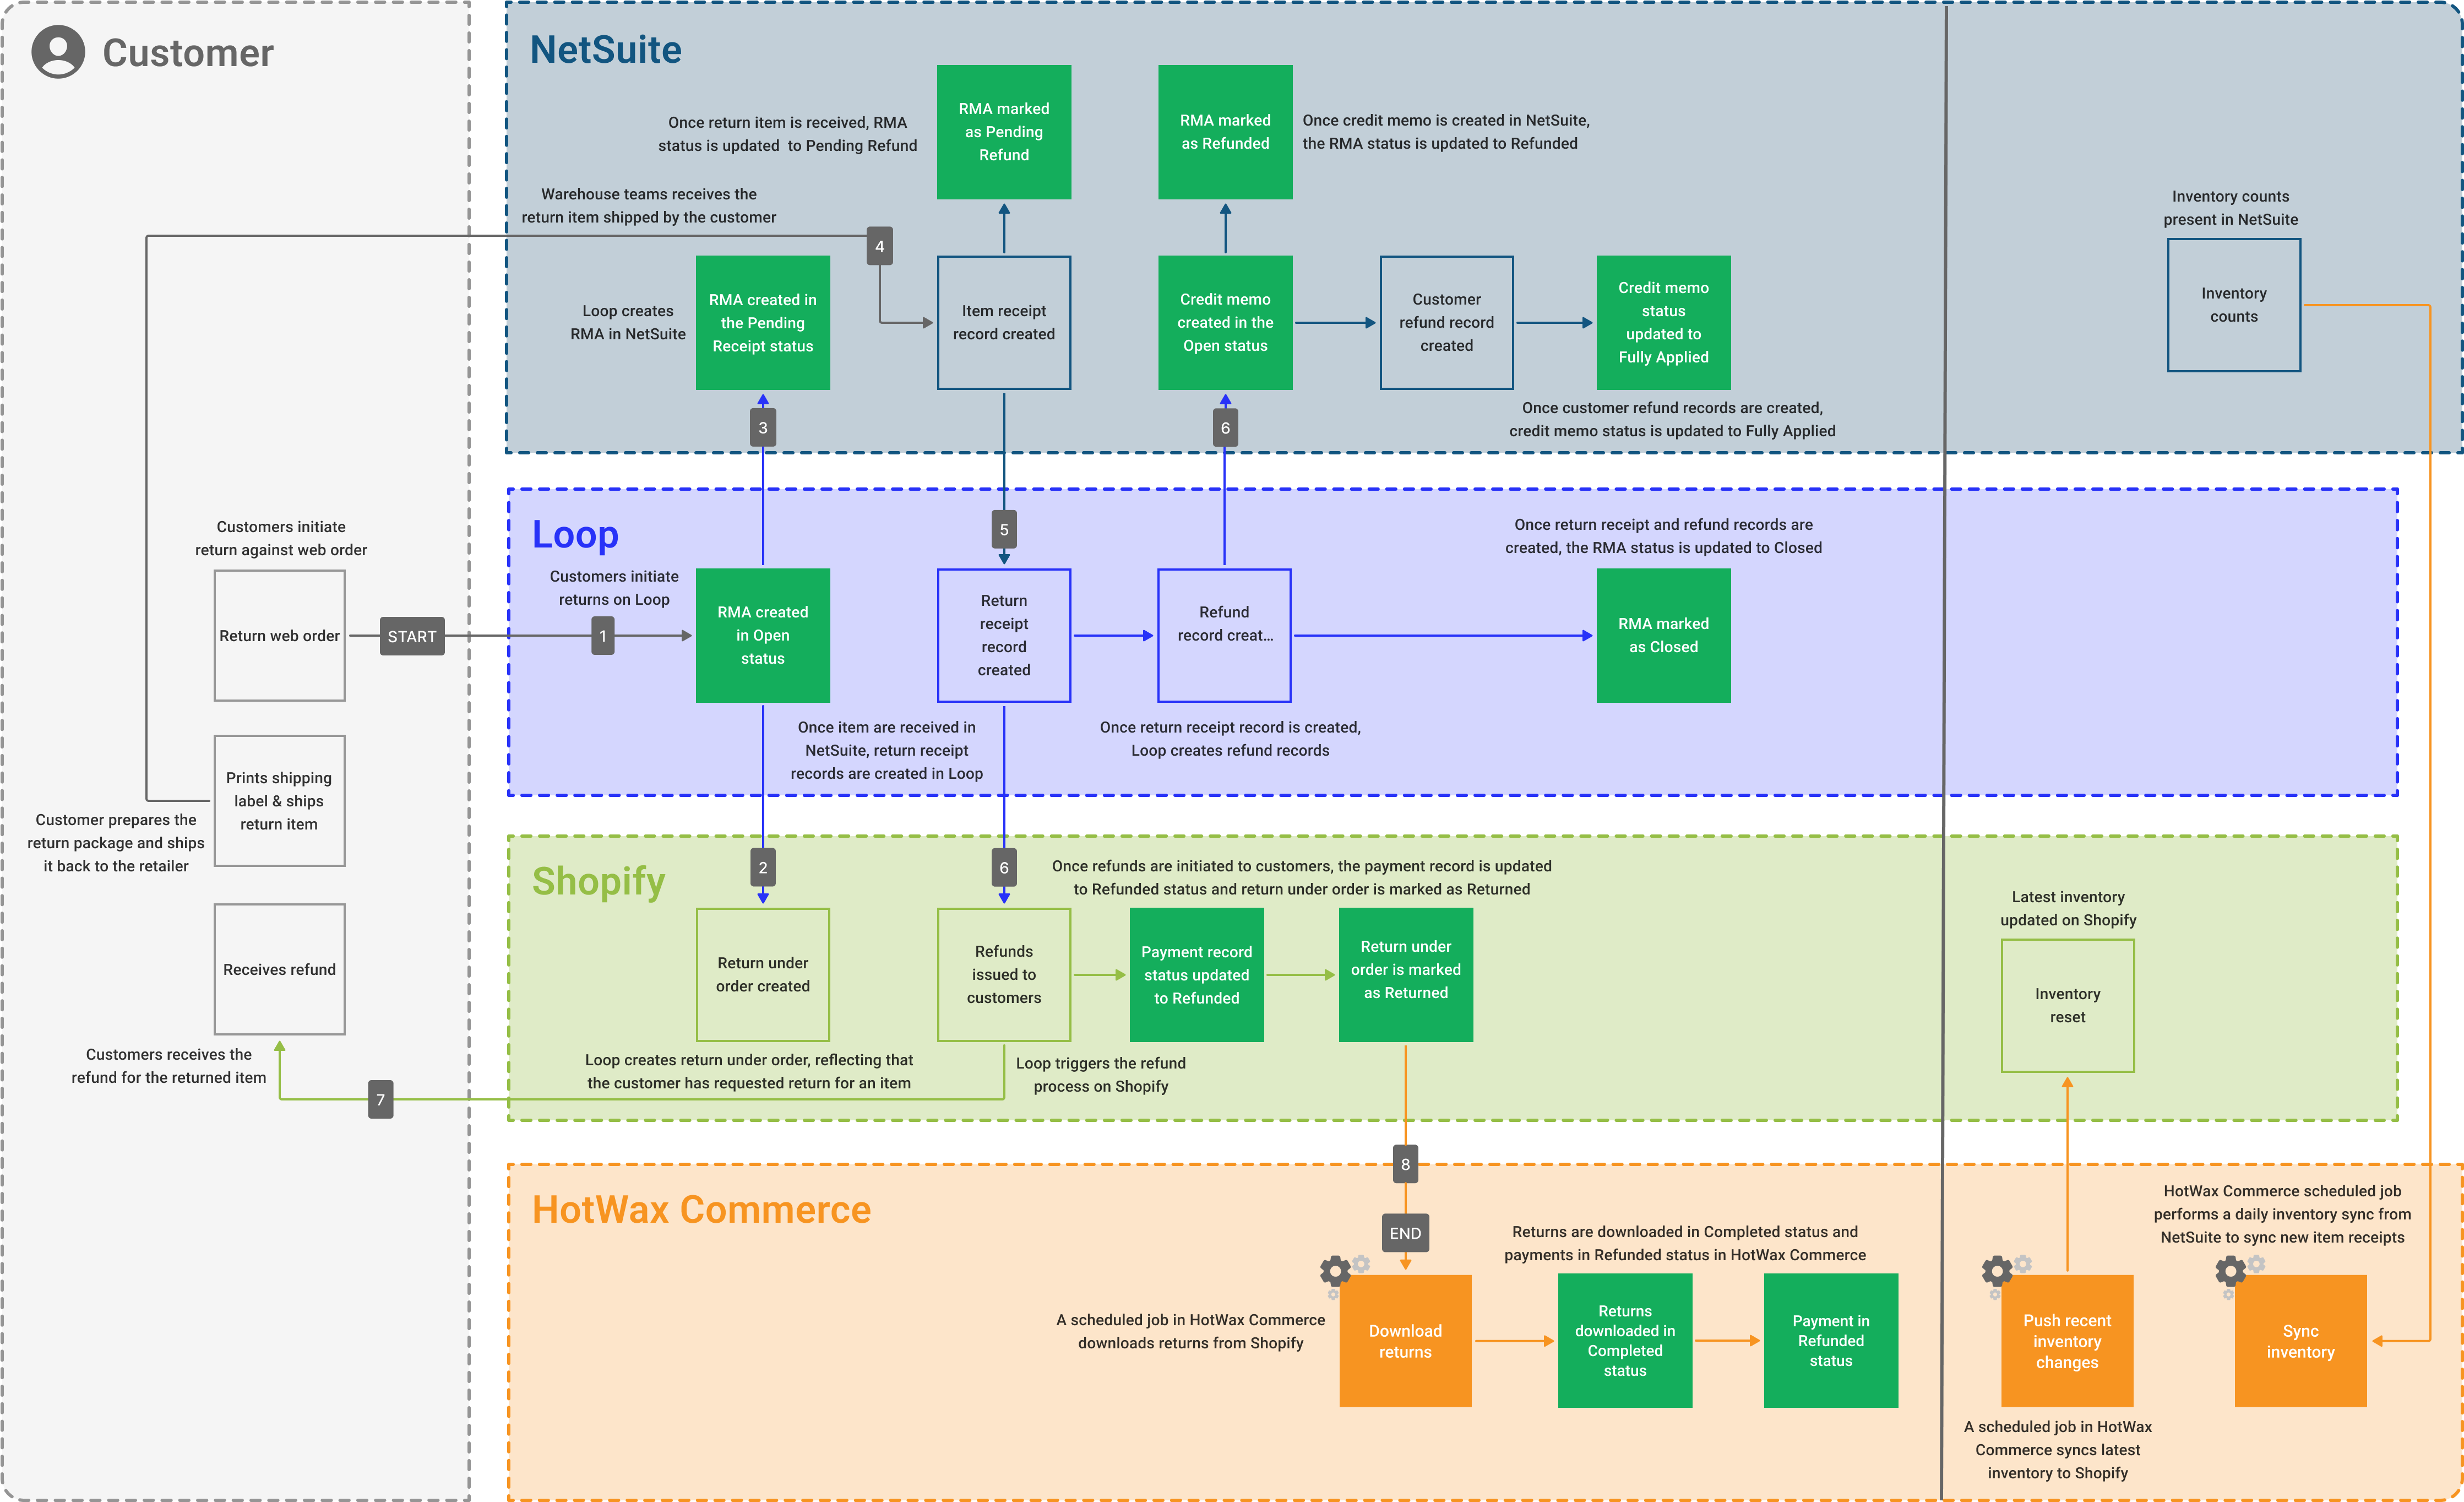 Customer
Customers initiate
return against web order
Return web order
START
Prints shipping
label & ships
return item
Customer prepares the
return package and ships
it back to the retailer
Receives refund
Customers receives the
refund for the returned item
7
NetSuite
Once return item is received, RMA
status is updated  to Pending Refund
RMA marked
as Pending
Refund
RMA marked
as Refunded
Once credit memo is created in NetSuite,
the RMA status is updated to Refunded
Warehouse teams receives the
return item shipped by the customer
4
Loop creates
RMA in NetSuite
RMA created in
the Pending
Receipt status
Item receipt
record created
Credit memo
created in the
Open status
Customer
refund record
created
Credit memo
status
updated to
Fully Applied
3
6
Once customer refund records are created,
credit memo status is updated to Fully Applied
Inventory counts
present in NetSuite
Inventory
counts
Loop
5
Once return receipt and refund records are
created, the RMA status is updated to Closed
Customers initiate
returns on Loop
1
RMA created
in Open
status
Return
receipt
record
created
Refund
record creat...
RMA marked
as Closed
Once item are received in
NetSuite, return receipt
records are created in Loop
Once return receipt record is created,
Loop creates refund records
Shopify
2
6
Once refunds are initiated to customers, the payment record is updated
to Refunded status and return under order is marked as Returned
Return under
order created
Refunds
issued to
customers
Payment record
status updated
to Refunded
Return under
order is marked
as Returned
Loop creates return under order, reflecting that
the customer has requested return for an item
Loop triggers the refund
process on Shopify
Latest inventory
updated on Shopify
Inventory
reset
8
HotWax Commerce
END
A scheduled job in HotWax Commerce
downloads returns from Shopify
Download
returns
Returns are downloaded in Completed status and
payments in Refunded status in HotWax Commerce
Returns
downloaded in
Completed
status
Payment in
Refunded
status
Push recent
inventory
changes
A scheduled job in HotWax
Commerce syncs latest
inventory to Shopify
HotWax Commerce scheduled job
performs a daily inventory sync from
NetSuite to sync new item receipts
Sync
inventory